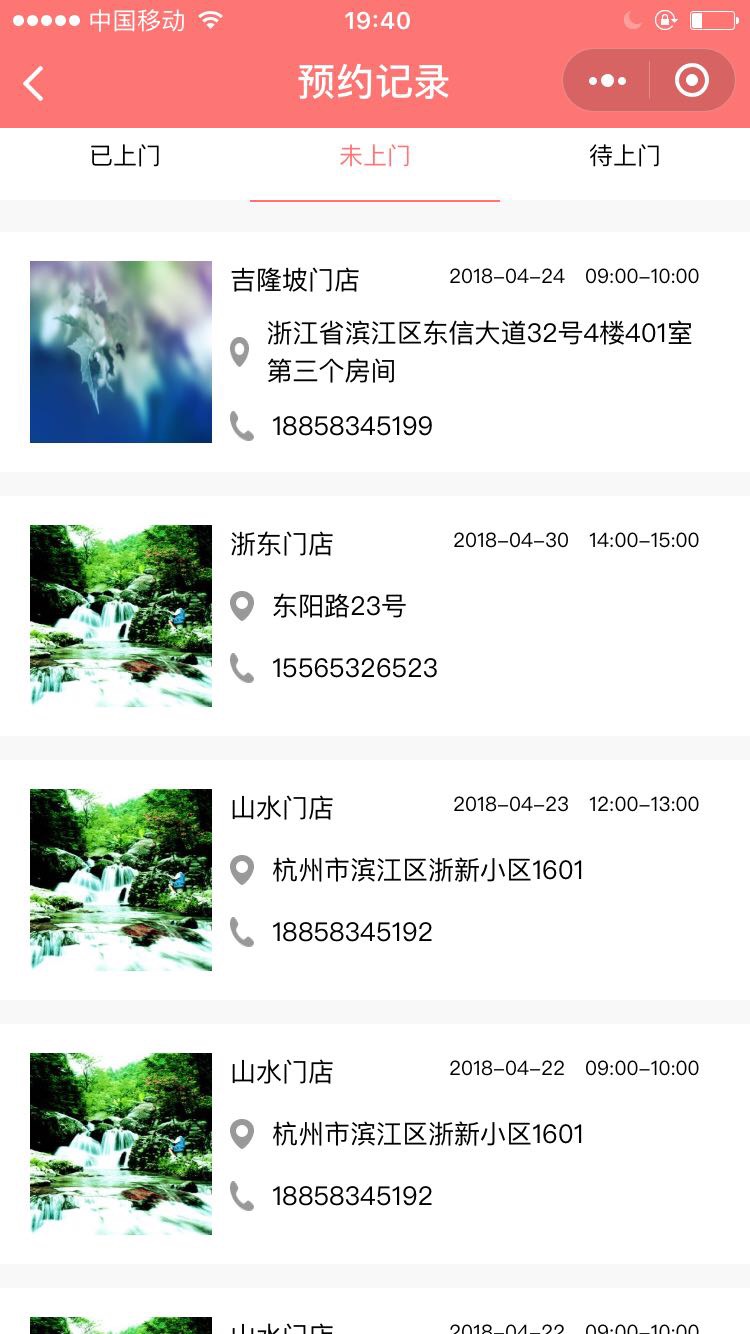 中国移动
19:40
预约记录
已上门
未上门
待上门
吉隆坡门店 2018-04-24 09:00-10:00
浙江省滨江区东信大道32号4楼401室
第三个房间
18858345199
浙东门店 2018-04-30 14:00-15:00
东阳路23号
15565326523
山水门店 2018-04-23 12:00-13:00
杭州市滨江区浙新小区1601
18858345192
山水门店 2018-04-22 09:00-10:00
杭州市滨江区浙新小区1601
18858345192
山水门店 2018-04-22 09:00-10:00